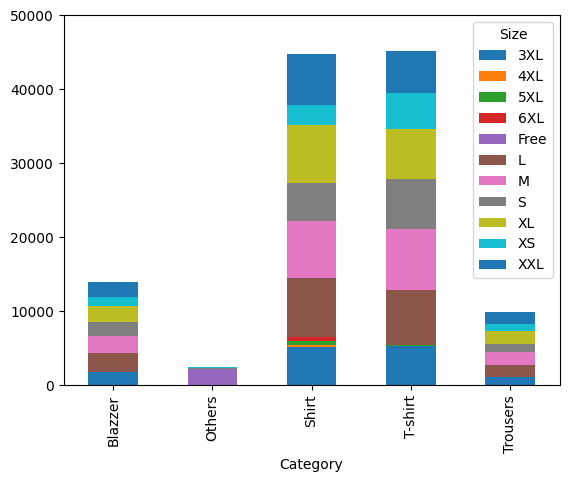 50000
40000
30000
20000
10000
0
Size
3XL
4XL
5XL
6XL
Free
L
M
S
XL
XS
XXL
Blazzer
Others
Shirt
T-shirt
Trousers
Category